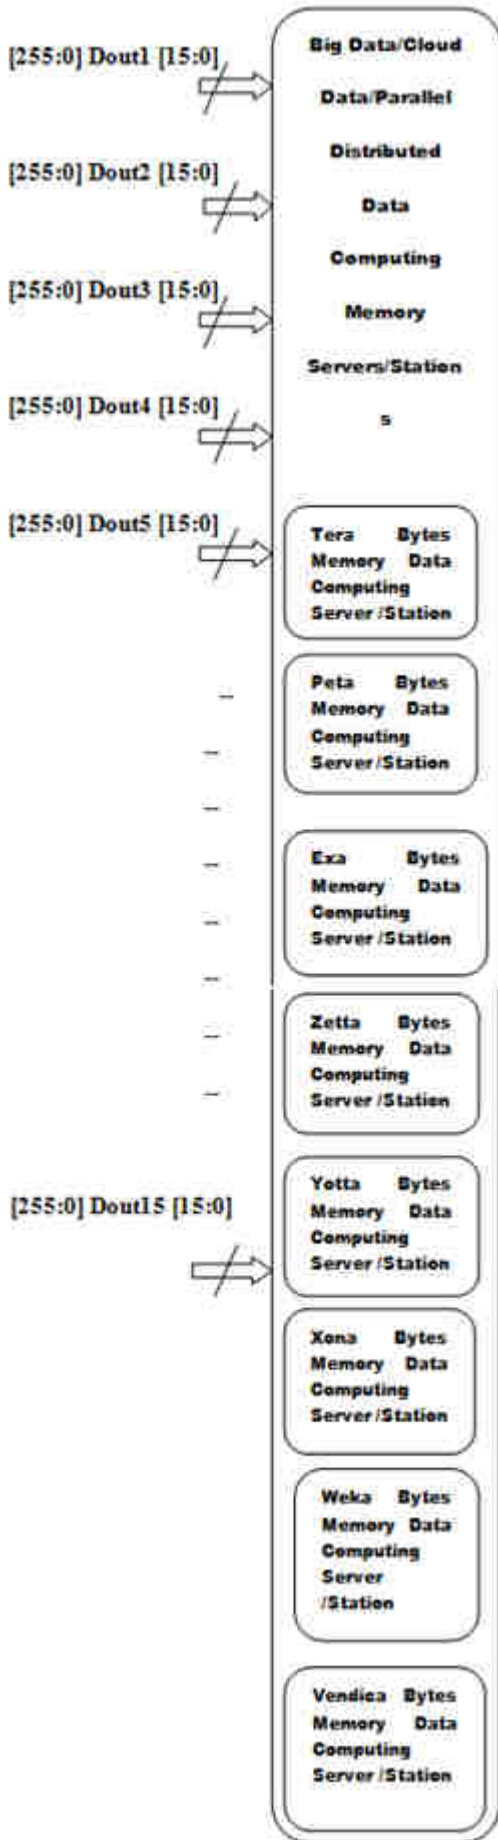 [255:0] Dout1 [15:0]
[255:0] Dout2 [15:0]
[255:0] Dout3 [15:0]
[255:0] Dout4 [15:0]
[255:0] Dout5 [15:0]
[255:0] Dout15 [15:0]
Big Data/Cloud
Data/Parallel
Distributed
Data
Computing
Memory
Servers/Station
s
Tera Bytes
Memory Data
Computing
Server /Station
Peta Bytes
Memory Data
Computing
Server /Station
Exa Bytes
Memory Data
Computing
Server /Station
Zetta Bytes
Memory Data
Computing
Server /Station
Yotta Bytes
Memory Data
Computing
Server /Station
Xona Bytes
Memory Data
Computing
Server /Station
Weka Bytes
Memory Data
Computing
Server
/Station
Vendica Bytes
Memory Data
Computing
Server /Station